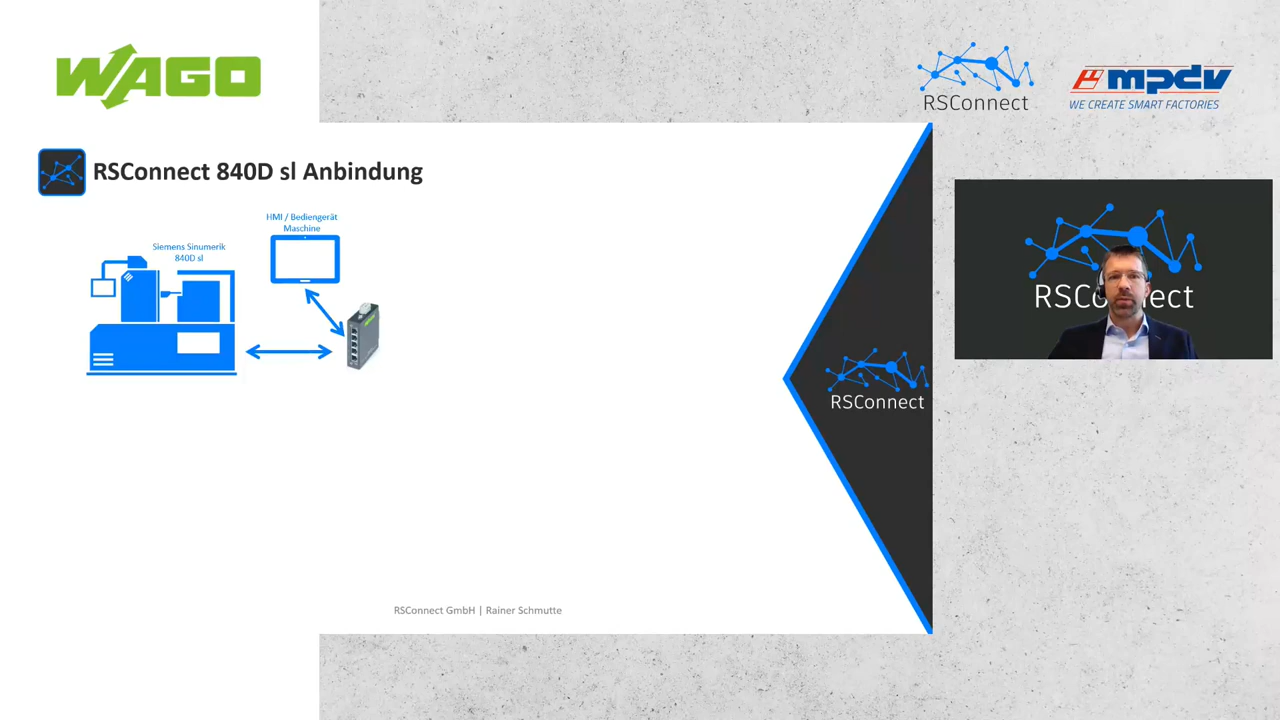 WAGO
RSConnect
mpdv
WE CREATE SMART FACTORIES
RSConnect 840D sl Anbindung
HMI / Bediengerät
Maschine
Siemens Sinumerik
840D sl
RSConnect
RSConnect
RSConnect GmbH | Rainer Schmutte